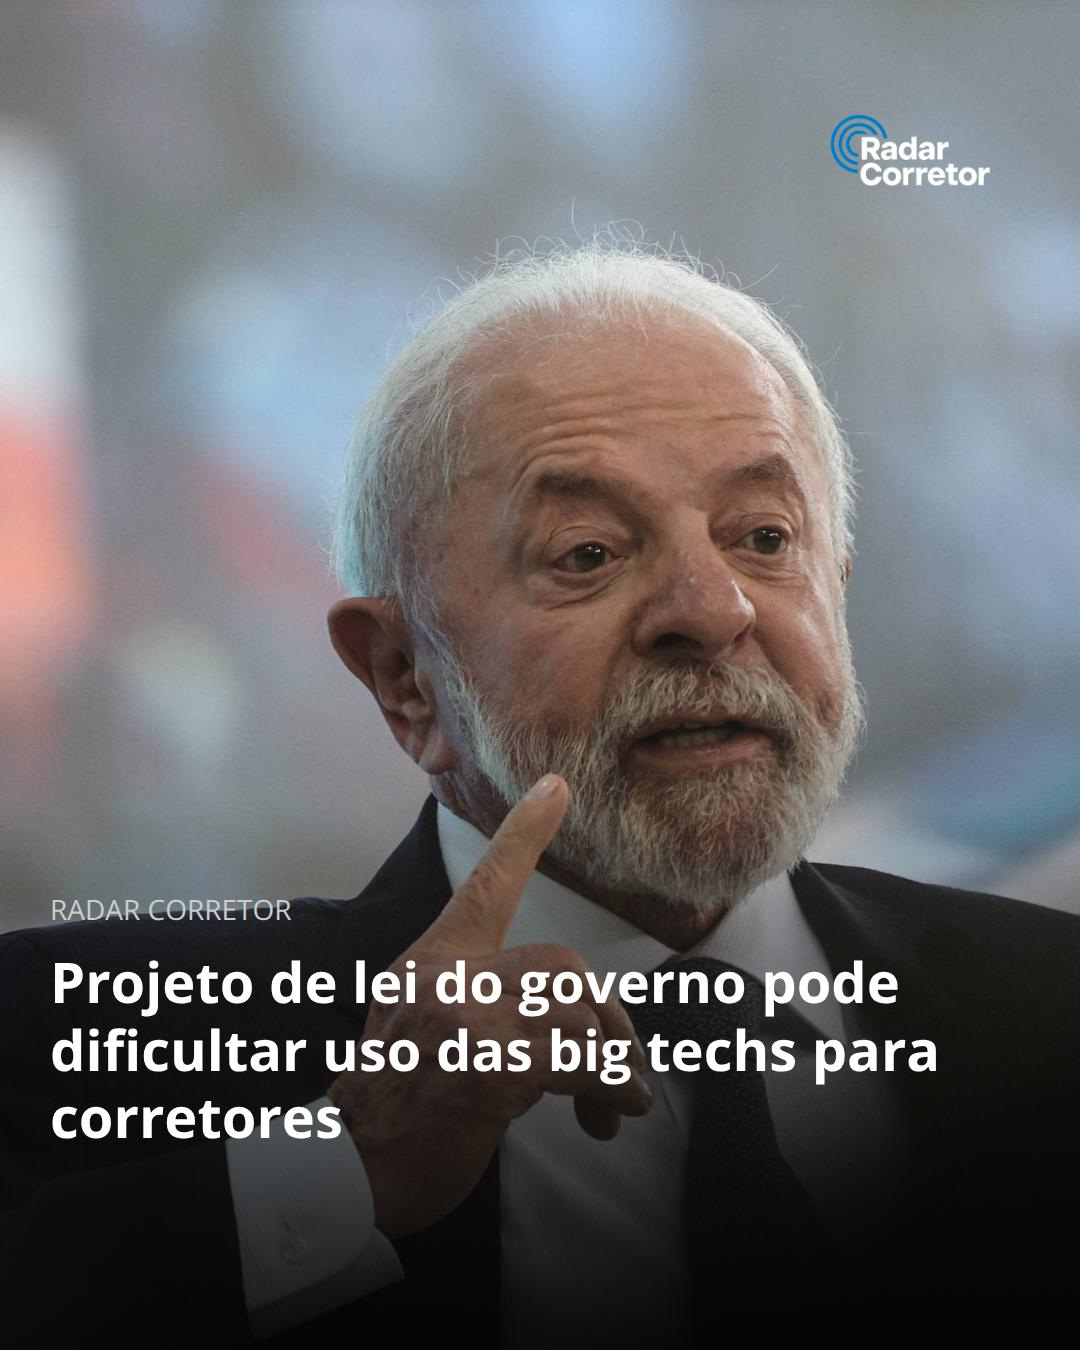 Radar
Corretor
RADAR CORRETOR
Projeto de lei do governo pode
dificultar uso das big techs para
corretores